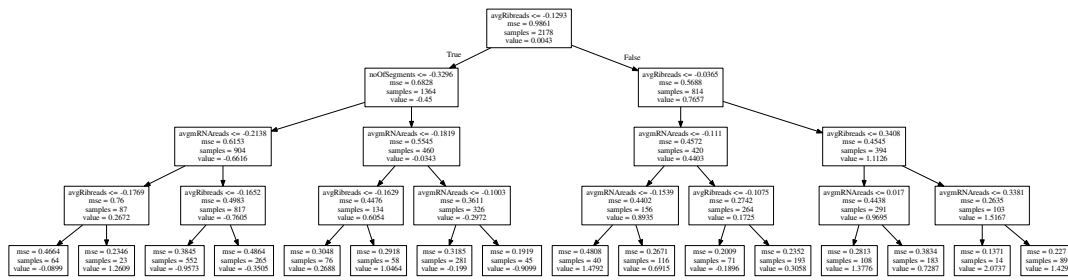 avgRibreads <= -0.1293
mse = 0.9861
samples = 2178
value = 0.0043
True
False
noOfSegments <= -0.3296
mse = 0.6828
samples = 1364
value = -0.45
avgRibreads <= -0.0365
mse = 0.5688
samples = 814
value = 0.7657
avgmRNAreads <= -0.2138
mse = 0.6153
samples = 904
value = -0.6616
avgmRNAreads <= -0.1819
mse = 0.5545
samples = 460
value = -0.0343
avgmRNAreads <= -0.111
mse = 0.4572
samples = 420
value = 0.4403
avgRibreads <= 0.3408
mse = 0.4545
samples = 394
value = 1.1126
avgRibreads <= -0.1769
mse = 0.76
samples = 87
value = 0.2672
avgRibreads <= -0.1652
mse = 0.4983
samples = 817
value = -0.7605
avgRibreads <= -0.1629
mse = 0.4476
samples = 134
value = 0.6054
avgmRNAreads <= -0.1003
mse = 0.3611
samples = 326
value = -0.2972
avgmRNAreads <= -0.1539
mse = 0.4402
samples = 156
value = 0.8935
avgRibreads <= -0.1075
mse = 0.2742
samples = 264
value = 0.1725
avgmRNAreads <= 0.017
mse = 0.4438
samples = 291
value = 0.9695
avgmRNAreads <= 0.3381
mse = 0.2635
samples = 103
value = 1.5167
mse = 0.4664
samples = 64
value = -0.0899
mse = 0.2346
samples = 23
value = 1.2609
mse = 0.3845
samples = 552
value = -0.9573
mse = 0.4864
samples = 265
value = -0.3505
mse = 0.3048
samples = 76
value = 0.2688
mse = 0.2918
samples = 58
value = 1.0464
mse = 0.3185
samples = 281
value = -0.199
mse = 0.1919
samples = 45
value = -0.9099
mse = 0.4808
samples = 40
value = 1.4792
mse = 0.2671
samples = 116
value = 0.6915
mse = 0.2009
samples = 71
value = -0.1896
mse = 0.2352
samples = 193
value = 0.3058
mse = 0.2813
samples = 108
value = 1.3776
mse = 0.3834
samples = 183
value = 0.7287
mse = 0.1371
samples = 14
value = 2.0737
mse = 0.227
samples = 89
value = 1.429